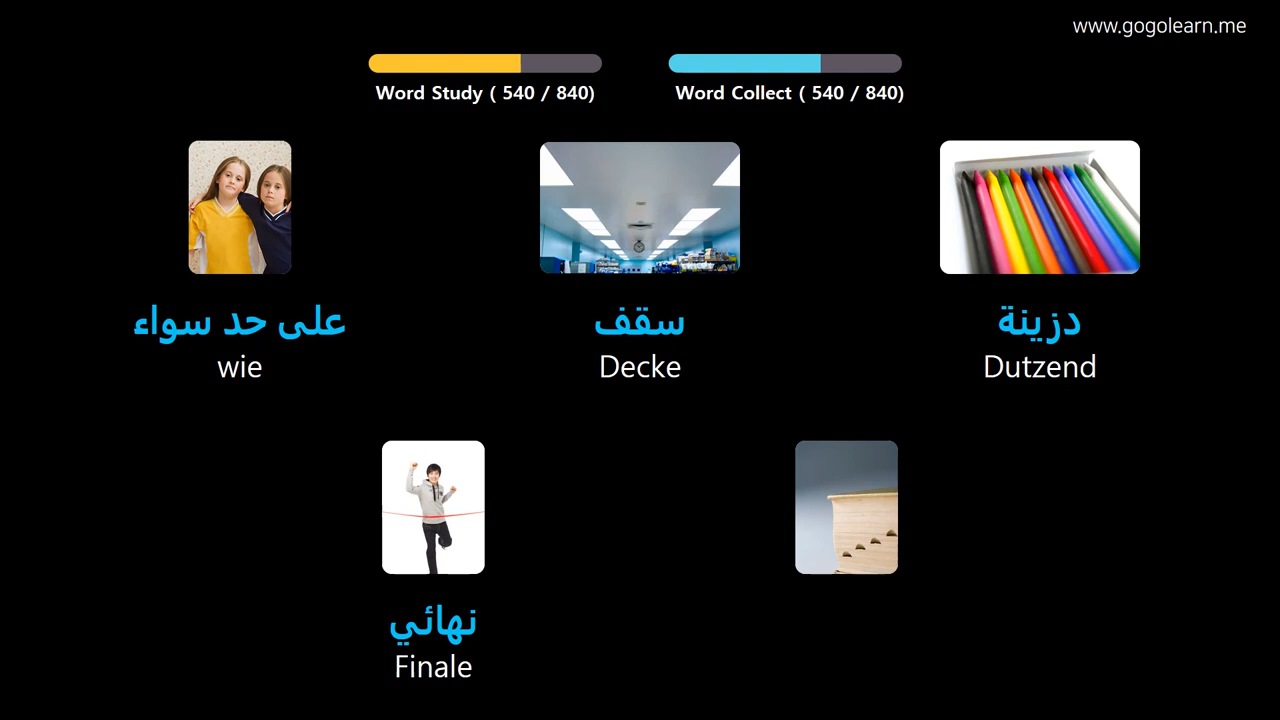 www.gogolearn.me
Word Study ( 540 / 840)
Word Collect ( 540 / 840)
على حد سواء
wie
سقف
Decke
دزينة
Dutzend
نهائي
Finale